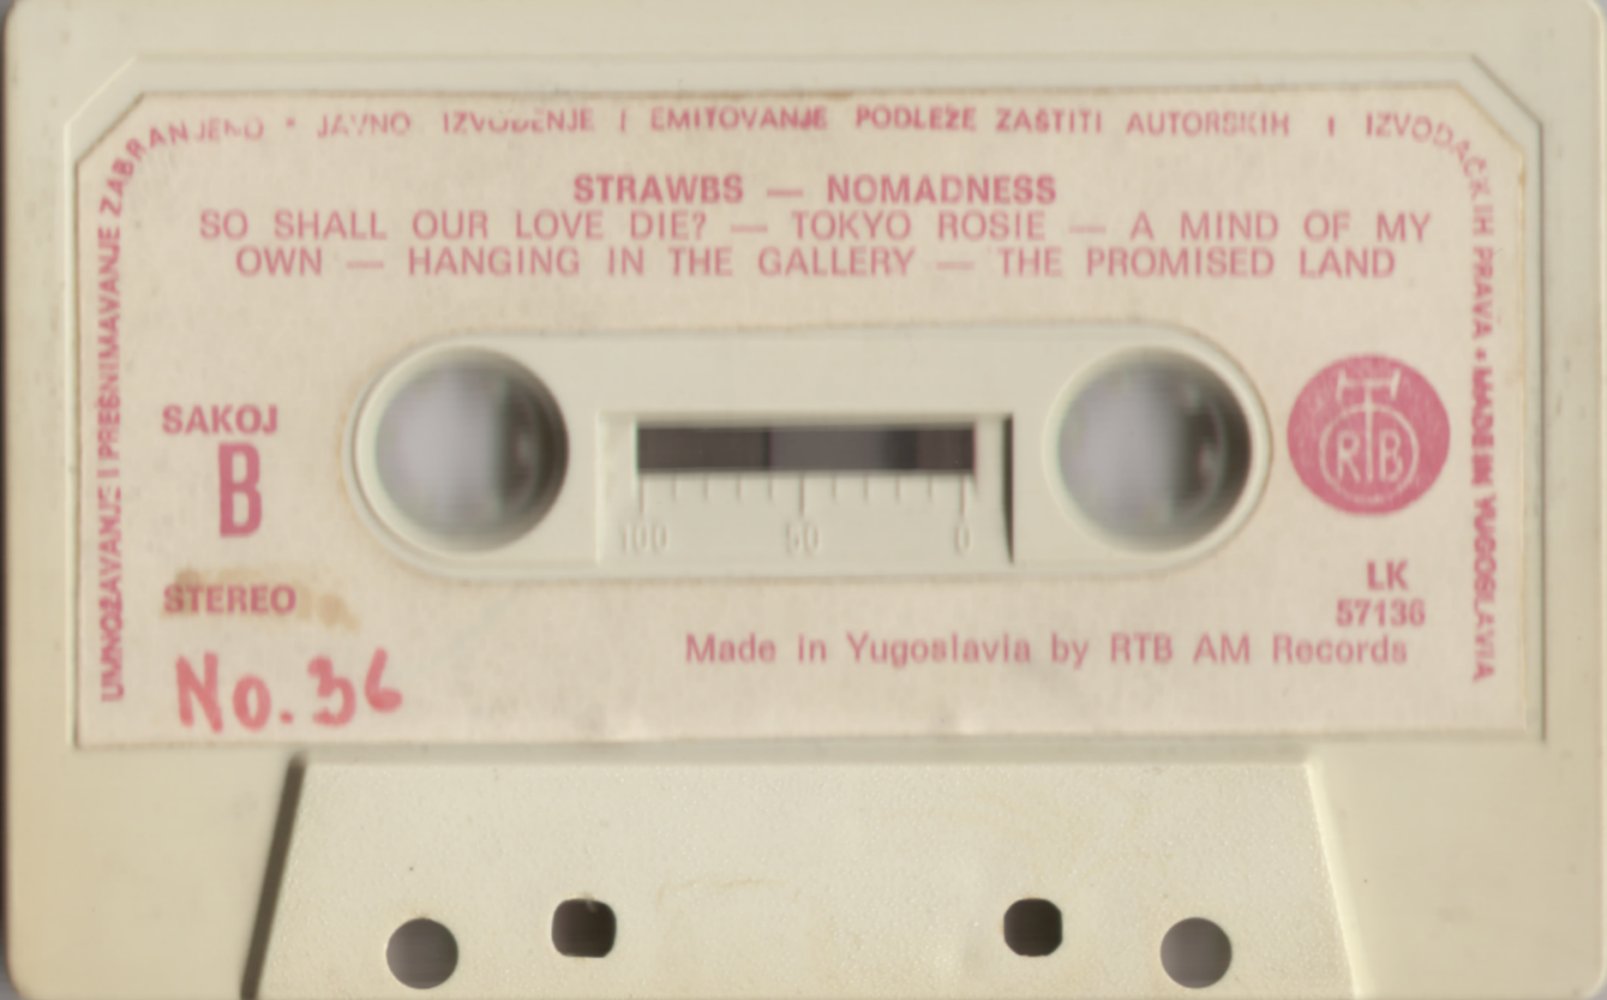 UMNOŽAVANJE I PRESNIMAVANJE ZABRANJENO * JAVNO IZVOĐENJE I EMITOVANJE PODLEŽE ZAŠTITI AUTORSKIH I IZVOĐAČKIH PRAVA * MADE IN YUGOSLAVIA
STRAWBS — NOMADNESS
SO SHALL OUR LOVE DIE? — TOKYO ROSIE — A MIND OF MY
OWN — HANGING IN THE GALLERY — THE PROMISED LAND
SAKOJ
B
RTB
100 50 0
STEREO
LK
57136
Made in Yugoslavia by RTB AM Records
No. 36